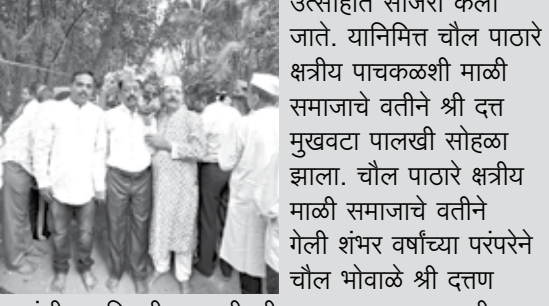 उत्साहात साजरा केला
जाते. यानिमित्त चौल पाठारे
क्षत्रीय पाचकळशी माळी
समाजाचे वतीने श्री दत्त
मुखवटा पालखी सोहळा
झाला. चौल पाठारे क्षत्रीय
माळी समाजाचे वतीने
गेली शंभर वर्षांच्या परंपरेने
चौल भोवाळे श्री दत्तण